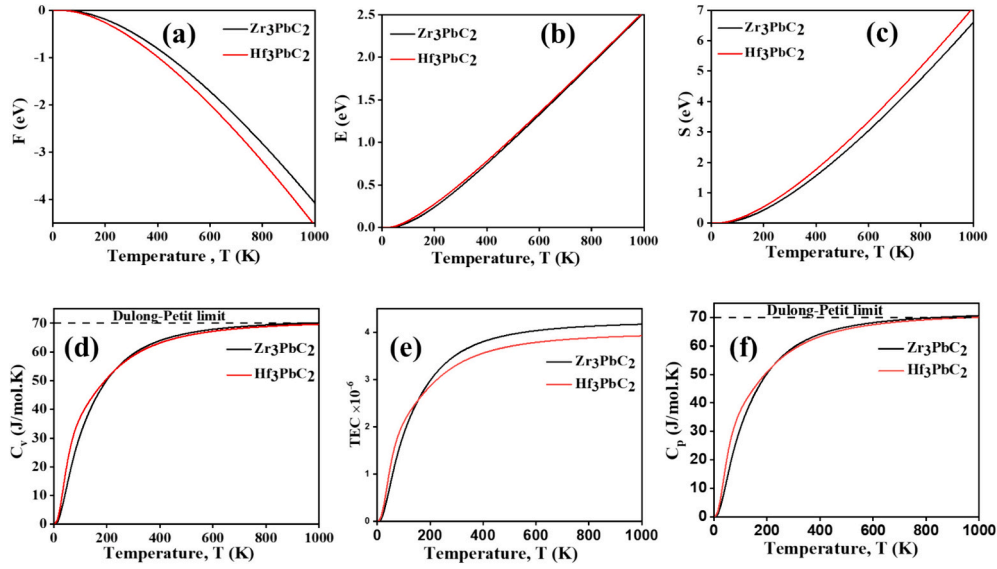 (a)
Zr3PbC2
Hf3PbC2
F (eV)
0
-1
-2
-3
-4
0 200 400 600 800 1000
Temperature , T (K)
(b)
Zr3PbC2
Hf3PbC2
E (eV)
2.5
2.0
1.5
1.0
0.5
0.0
0 200 400 600 800 1000
Temperature, T (K)
(c)
Zr3PbC2
Hf3PbC2
S (eV)
7
6
5
4
3
2
1
0
0 200 400 600 800 1000
Temperature, T (K)
Dulong-Petit limit
(d)
Zr3PbC2
Hf3PbC2
Cv (J/mol.K)
70
60
50
40
30
20
10
0
0 200 400 600 800 1000
Temperature, T (K)
(e)
Zr3PbC2
Hf3PbC2
TEC ×10-6
4
2
0
0 200 400 600 800 1000
Temperature, T (K)
Dulong-Petit limit
(f)
Zr3PbC2
Hf3PbC2
Cp (J/mol.K)
70
60
50
40
30
20
10
0
0 200 400 600 800 1000
Temperature, T (K)